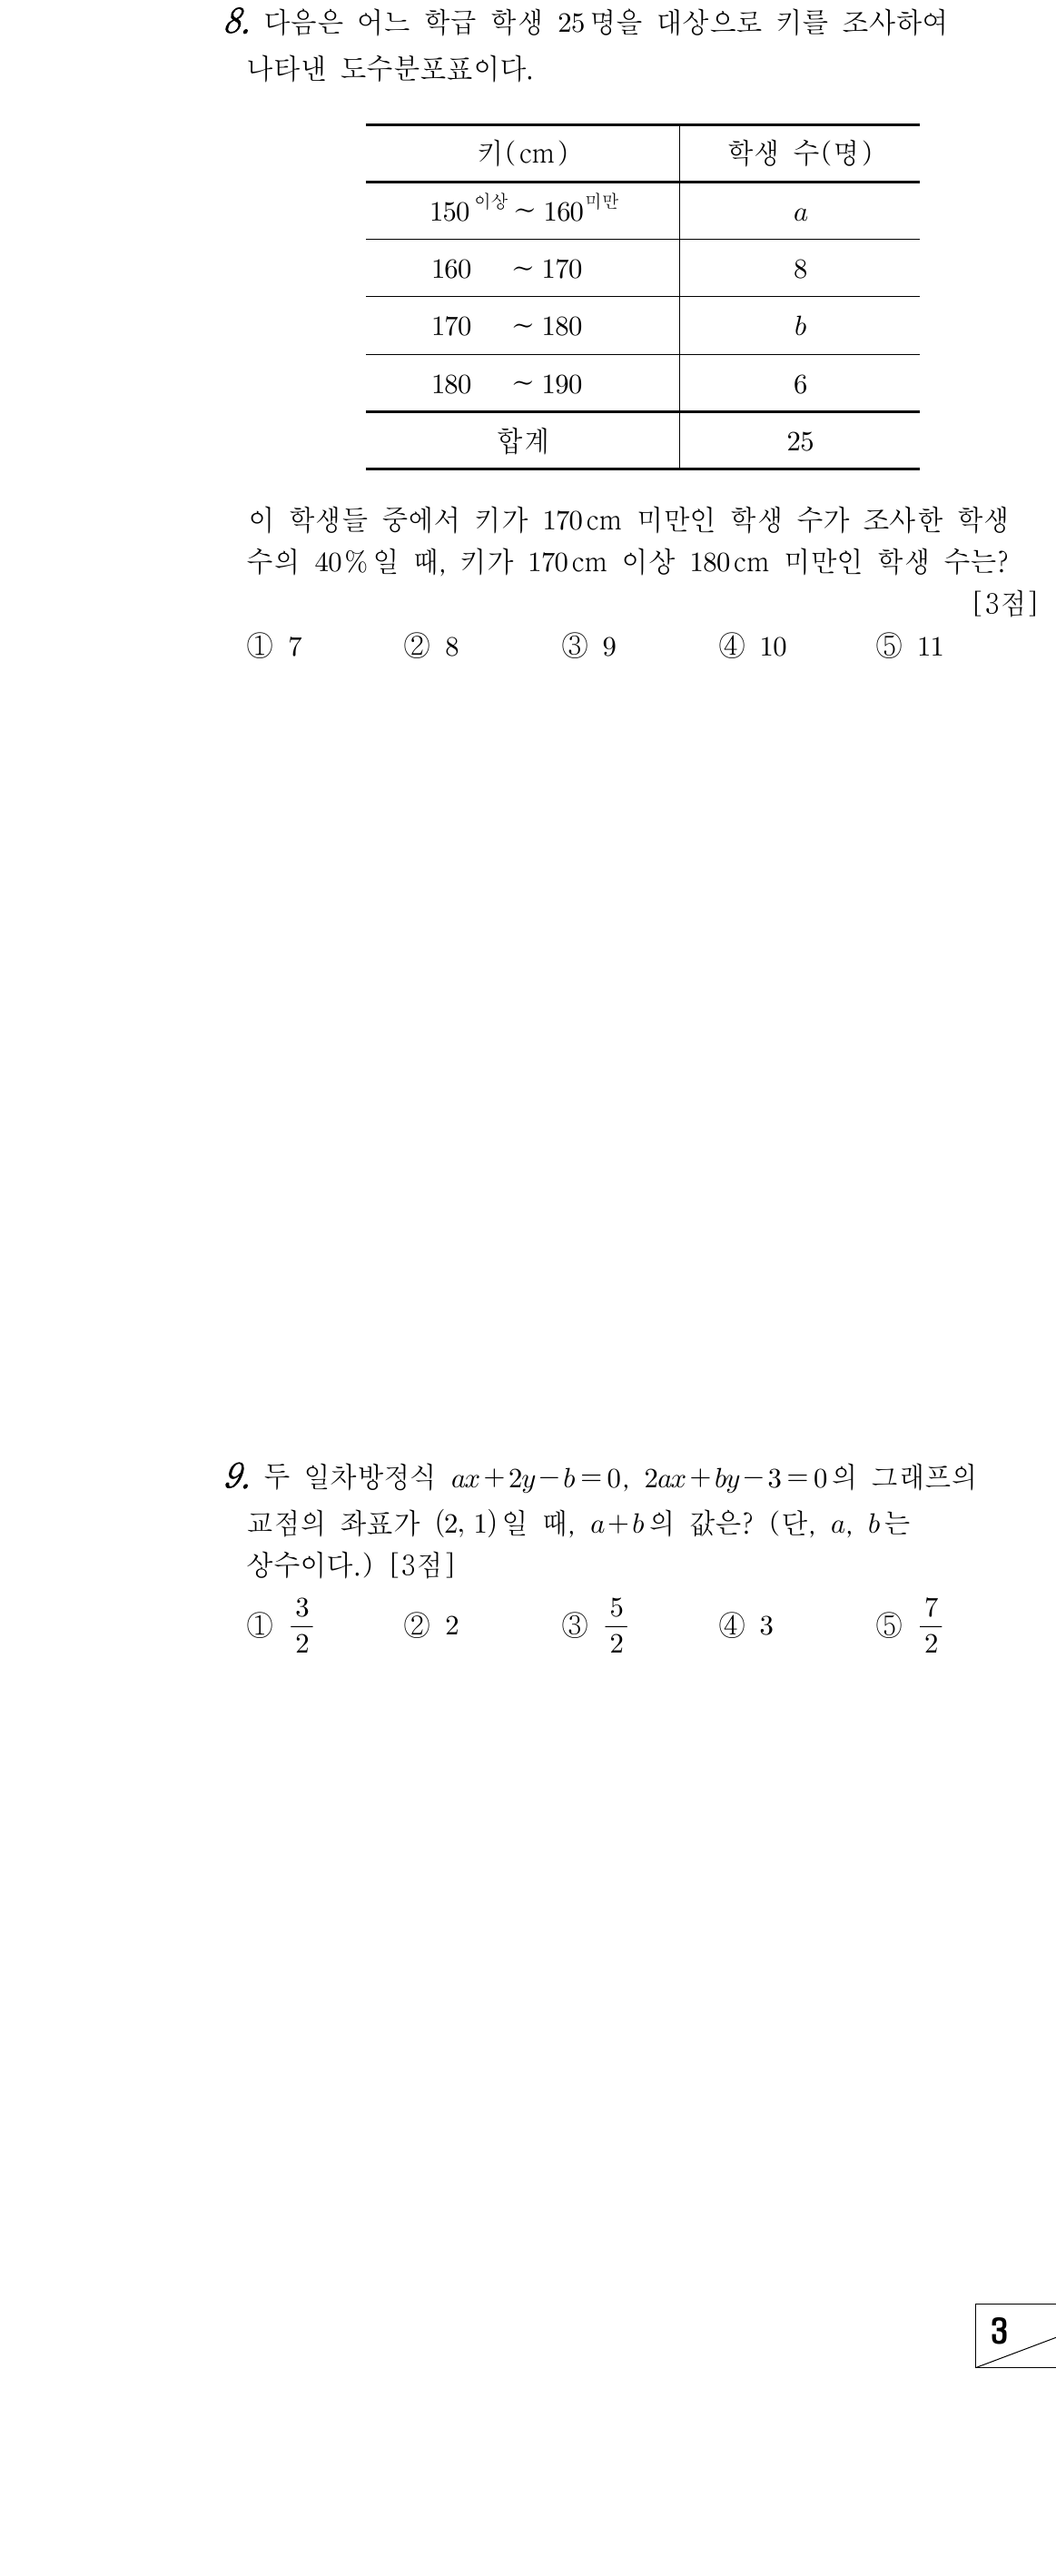 8. 다음은 어느 학급 학생 25명을 대상으로 키를 조사하여
나타낸 도수분포표이다.
키(cm) 학생 수(명)
150이상 ~ 160미만 a
160 ~ 170 8
170 ~ 180 b
180 ~ 190 6
합계 25
이 학생들 중에서 키가 170cm 미만인 학생 수가 조사한 학생
수의 40%일 때, 키가 170cm 이상 180cm 미만인 학생 수는?
[3점]
① 7 ② 8 ③ 9 ④ 10 ⑤ 11
9. 두 일차방정식 ax+2y-b=0, 2ax+by-3=0의 그래프의
교점의 좌표가 (2, 1)일 때, a+b의 값은? (단, a, b는
상수이다.) [3점]
① 3/2 ② 2 ③ 5/2 ④ 3 ⑤ 7/2
3